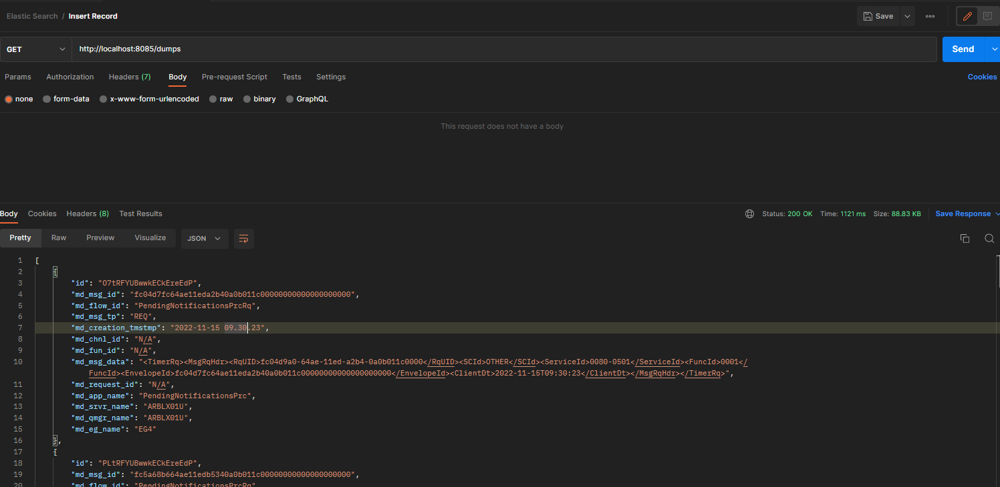 Elastic Search / Insert Record
Save
GET http://localhost:8085/dumps Send
Params Authorization Headers (7) Body Pre-request Script Tests Settings Cookies
none form-data x-www-form-urlencoded raw binary GraphQL
This request does not have a body
Body Cookies Headers (8) Test Results Status: 200 OK Time: 1121 ms Size: 88.83 KB Save Response
Pretty Raw Preview Visualize JSON
1 [
2 {
3 "id": "O7tRFYUBwwkECkEreEdP",
4 "md_msg_id": "fc04d7fc64ae11eda2b40a0b011c00000000000000000000",
5 "md_flow_id": "PendingNotificationsPrcRq",
6 "md_msg_tp": "REQ",
7 "md_creation_tmstmp": "2022-11-15 09.30.23",
8 "md_chnl_id": "N/A",
9 "md_fun_id": "N/A",
10 "md_msg_data": "<TimerRq><MsgRqHdr><RqUID>fc04d9a0-64ae-11ed-a2b4-0a0b011c0000</RqUID><SCId>OTHER</SCId><ServiceId>0080-0501</ServiceId><FuncId>0001</
FuncId><EnvelopeId>fc04d7fc64ae11eda2b40a0b011c00000000000000000000</EnvelopeId><ClientDt>2022-11-15T09:30:23</ClientDt></MsgRqHdr></TimerRq>",
11 "md_request_id": "N/A",
12 "md_app_name": "PendingNotificationsPrc",
13 "md_srvr_name": "ARBLX01U",
14 "md_qmgr_name": "ARBLX01U",
15 "md_eg_name": "EG4"
16 },
17 {
18 "id": "PLtRFYUBwwkECkEreEdP",
19 "md_msg_id": "fc5a68b664ae11edb5340a0b011c00000000000000000000",
20 "md_flow_id": "PendingNotificationsPrcRq"